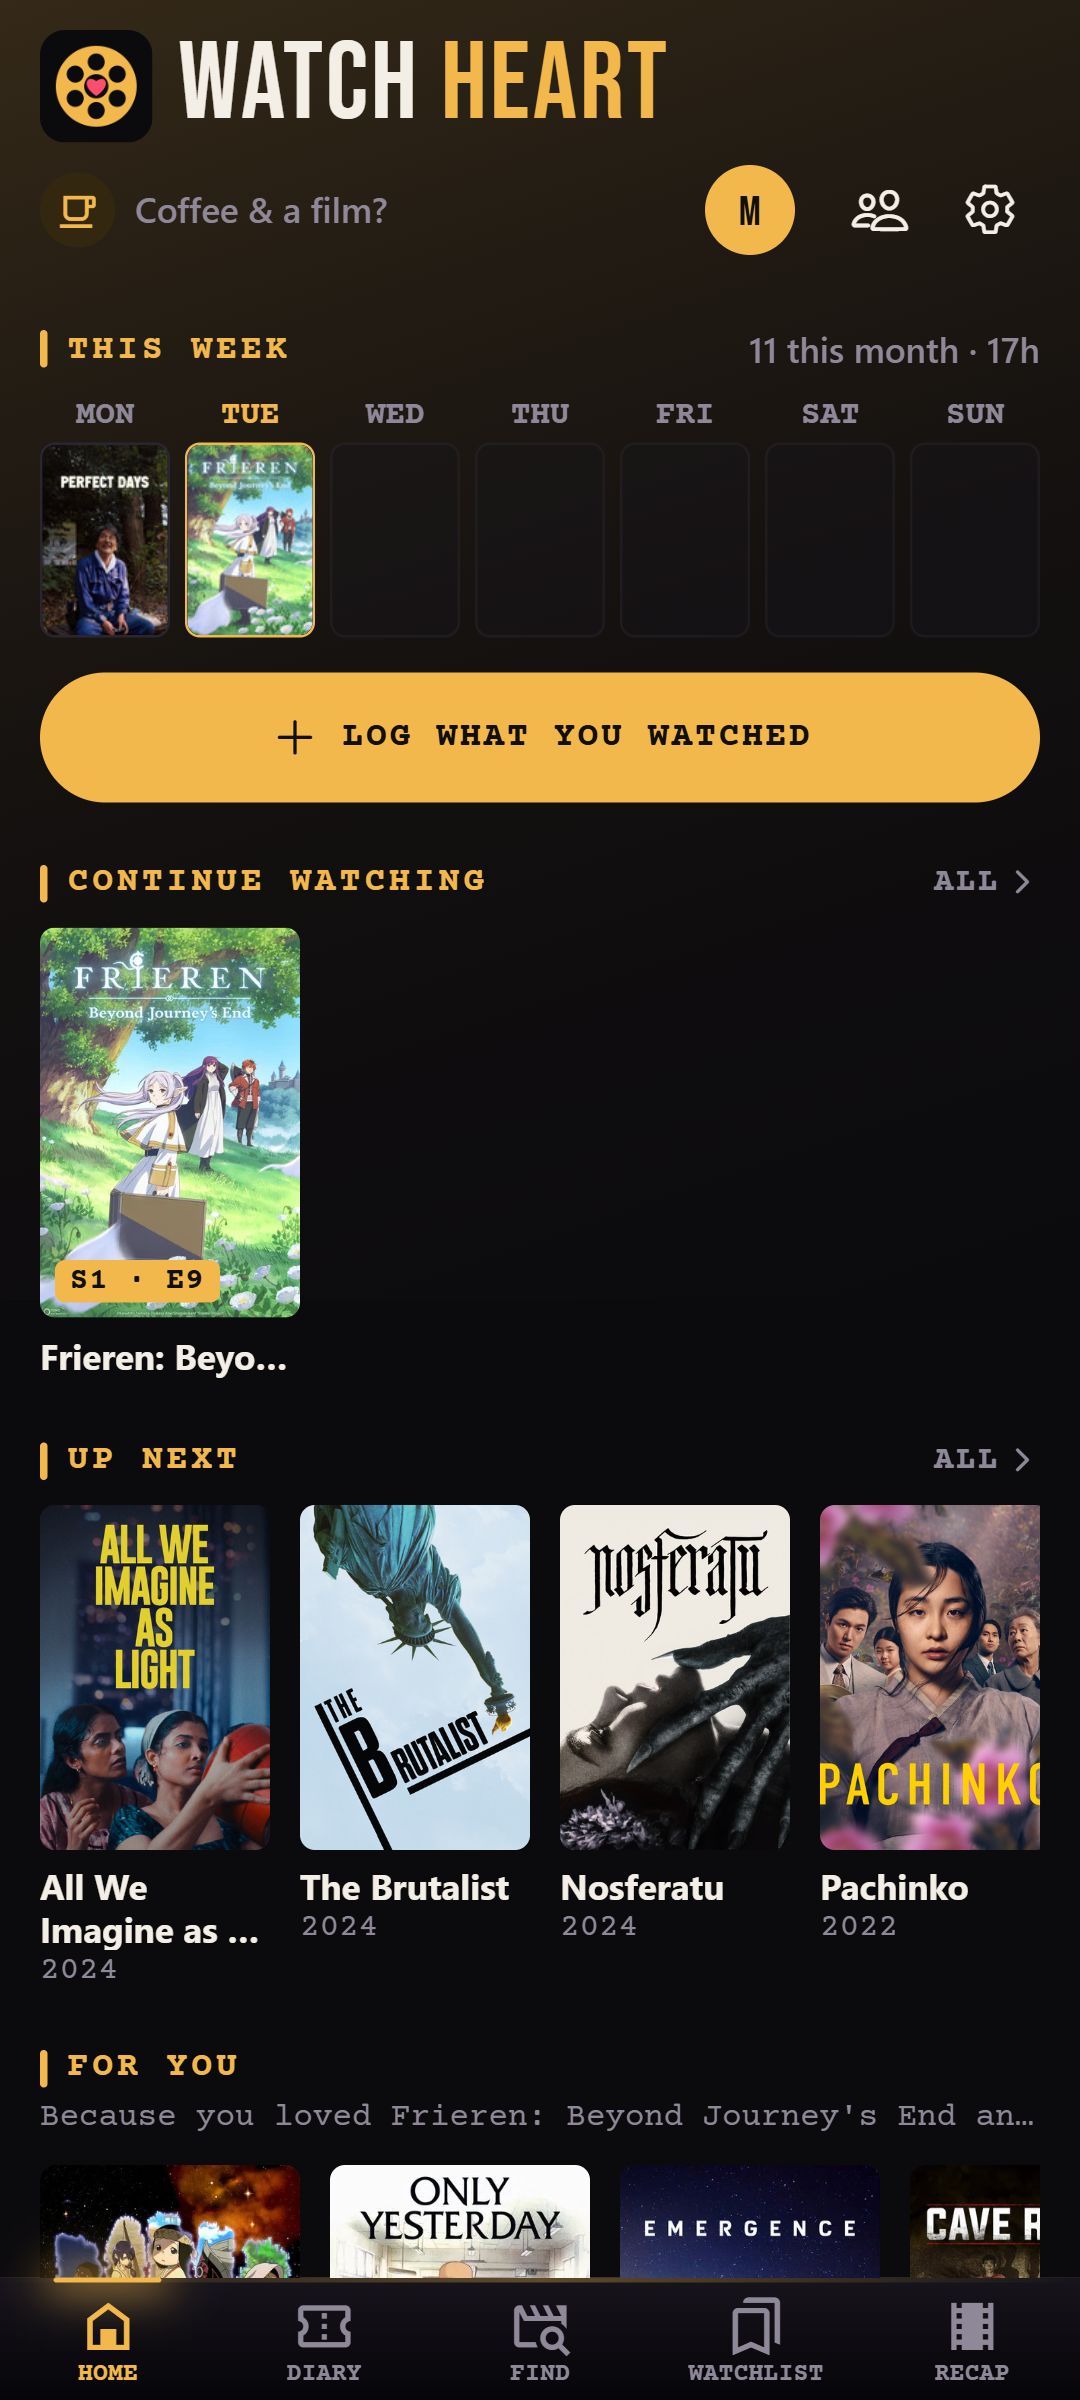 WATCH HEART
Coffee & a film?
M
THIS WEEK
11 this month · 17h
MON TUE WED THU FRI SAT SUN
PERFECT DAYS
FRIEREN
Beyond Journey's End
+ LOG WHAT YOU WATCHED
CONTINUE WATCHING
ALL >
FRIEREN
Beyond Journey's End
S1 · E9
Frieren: Beyo...
UP NEXT
ALL >
ALL WE
IMAGINE
AS
LIGHT
THE
BRUTALIST
nosferatu
PACHINKO
All We
Imagine as ...
2024
The Brutalist
2024
Nosferatu
2024
Pachinko
2022
FOR YOU
Because you loved Frieren: Beyond Journey's End an...
ONLY
YESTERDAY
EMERGENCE
CAVE R
HOME
DIARY
FIND
WATCHLIST
RECAP